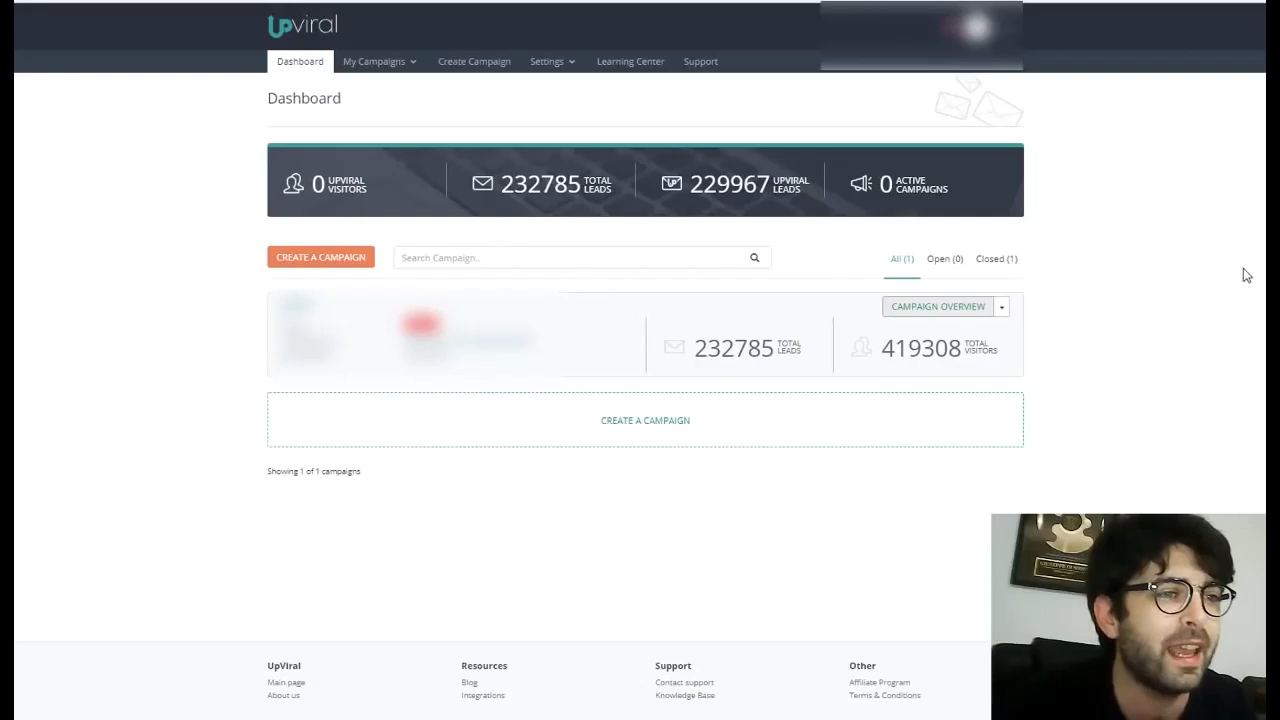 UPviral
Dashboard My Campaigns Create Campaign Settings Learning Center Support
Dashboard
0 UPVIRAL VISITORS
232785 TOTAL LEADS
229967 UPVIRAL LEADS
0 ACTIVE CAMPAIGNS
CREATE A CAMPAIGN
Search Campaign..
All (1) Open (0) Closed (1)
CAMPAIGN OVERVIEW
232785 TOTAL LEADS
419308 TOTAL VISITORS
CREATE A CAMPAIGN
Showing 1 of 1 campaigns
UpViral
Main page
About us
Resources
Blog
Integrations
Support
Contact support
Knowledge Base
Other
Affiliate Program
Terms & Conditions